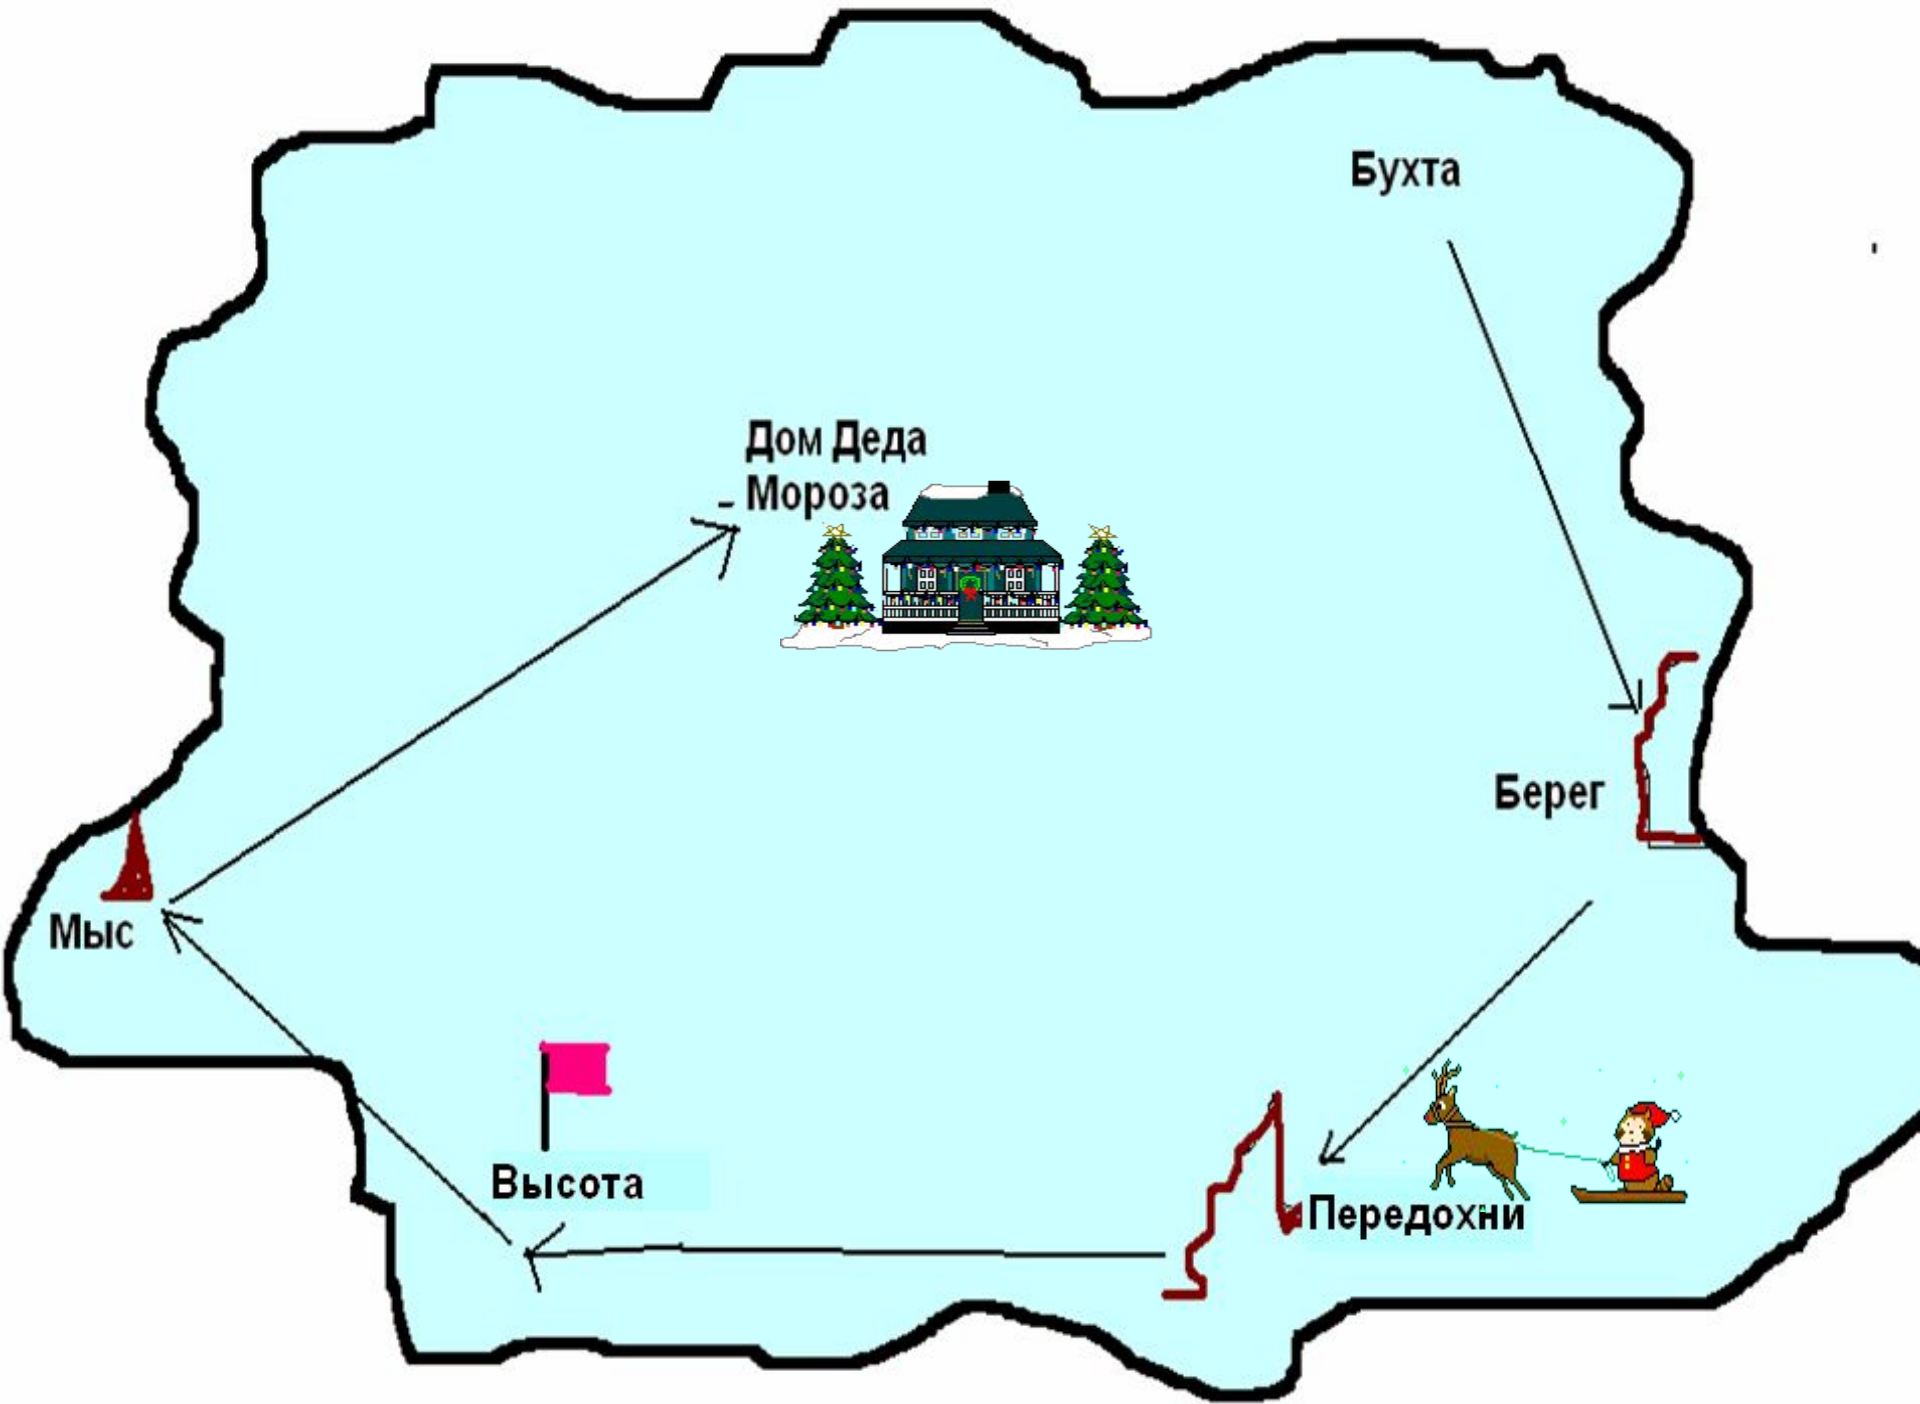 Бухта
Дом Деда
- Мороза
Берег
Мыс
Высота
Передохни